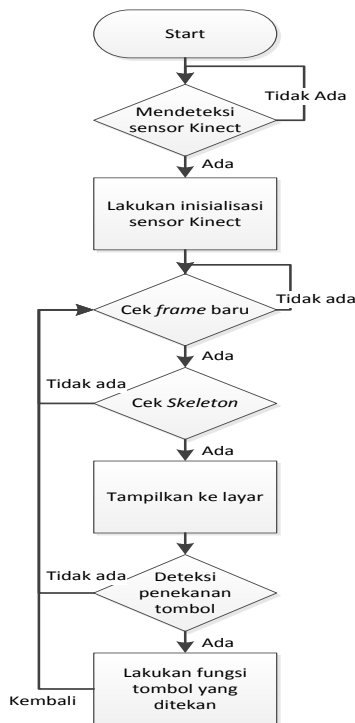 Start
Tidak Ada
Mendeteksi
sensor Kinect
Ada
Lakukan inisialisasi
sensor Kinect
Cek frame baru
Tidak ada
Ada
Tidak ada
Cek Skeleton
Ada
Tampilkan ke layar
Tidak ada
Deteksi
penekanan
tombol
Ada
Lakukan fungsi
tombol yang
ditekan
Kembali